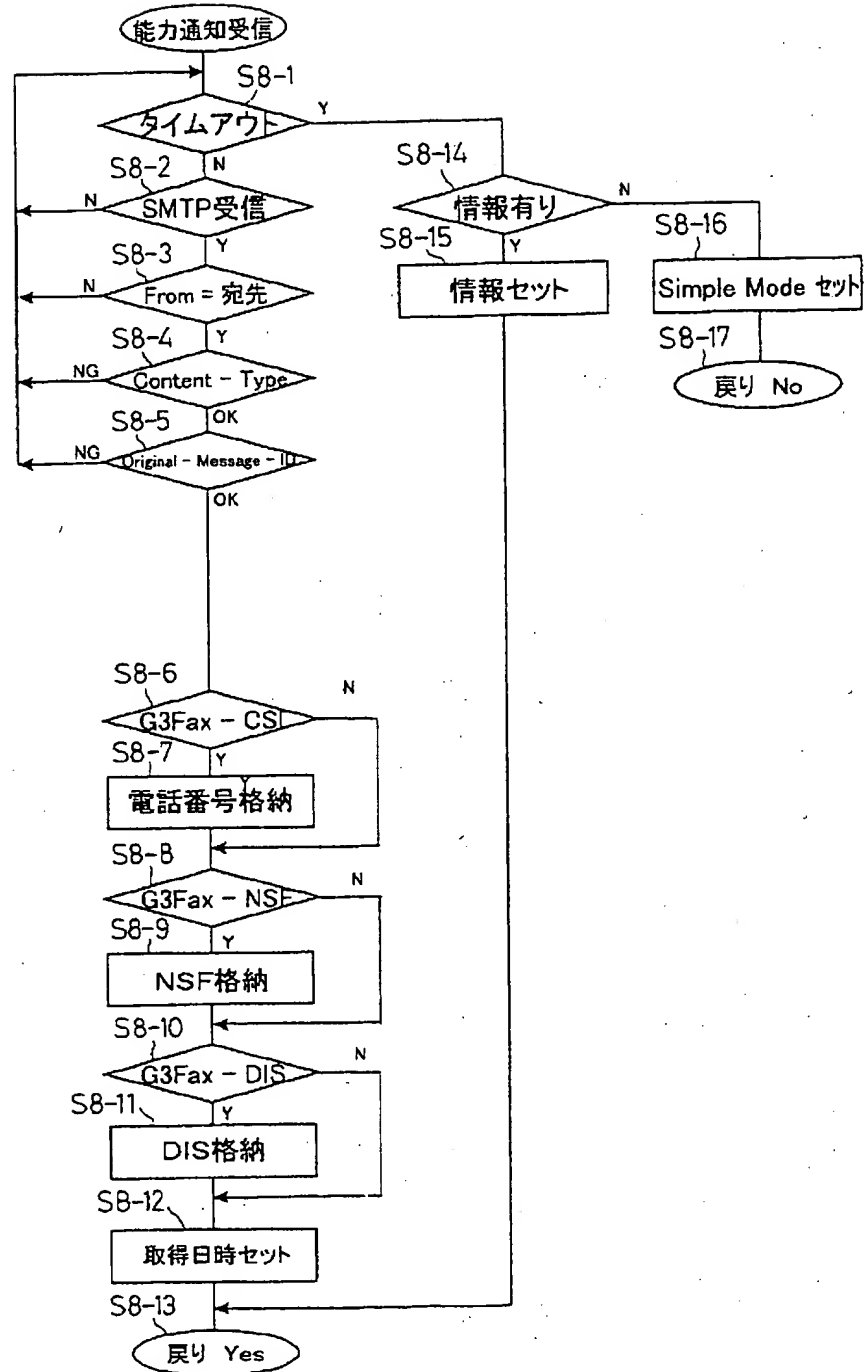 能力通知受信
S8-1
タイムアウト
Y
N
S8-2
SMTP受信
N
Y
S8-3
From = 宛先
N
Y
S8-4
Content - Type
NG
OK
S8-5
Original - Message - ID
NG
OK
S8-6
G3Fax - CSI
N
Y
S8-7
Y
電話番号格納
S8-8
G3Fax - NSF
N
Y
S8-9
NSF格納
S8-10
G3Fax - DIS
N
Y
S8-11
DIS格納
S8-12
取得日時セット
S8-13
戻り Yes
S8-14
情報有り
N
Y
S8-15
情報セット
S8-16
Simple Mode セット
S8-17
戻り No